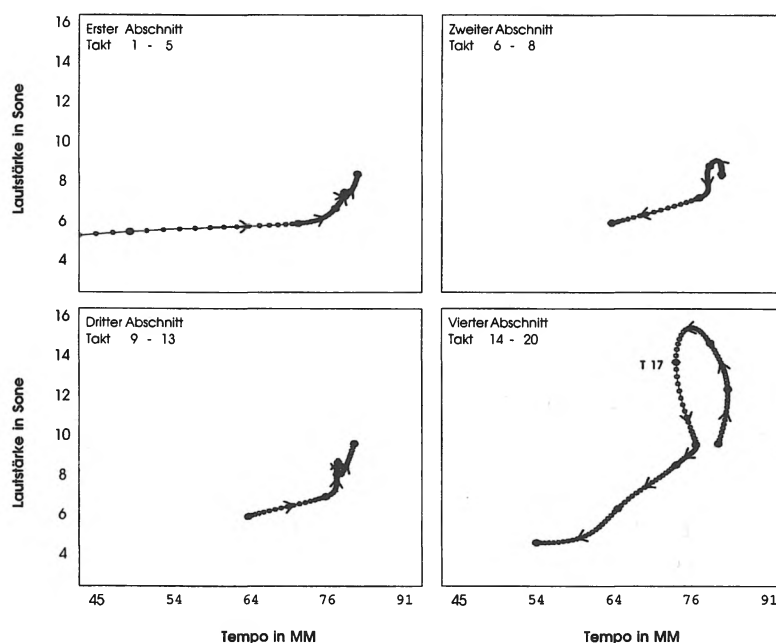 Erster Abschnitt
Takt 1 - 5
Zweiter Abschnitt
Takt 6 - 8
Lautstärke in Sone
16
14
12
10
8
6
4
Dritter Abschnitt
Takt 9 - 13
Vierter Abschnitt
Takt 14 - 20
T 17
Lautstärke in Sone
16
14
12
10
8
6
4
45 54 64 76 91
45 54 64 76 91
Tempo in MM
Tempo in MM